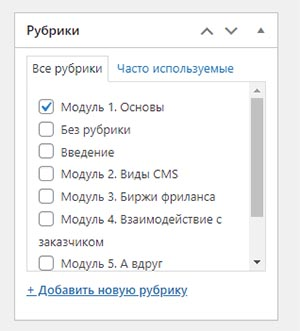 Рубрики
Все рубрики Часто используемые
Модуль 1. Основы
Без рубрики
Введение
Модуль 2. Виды CMS
Модуль 3. Биржи фриланса
Модуль 4. Взаимодействие с
заказчиком
Модуль 5. А вдруг
+ Добавить новую рубрику